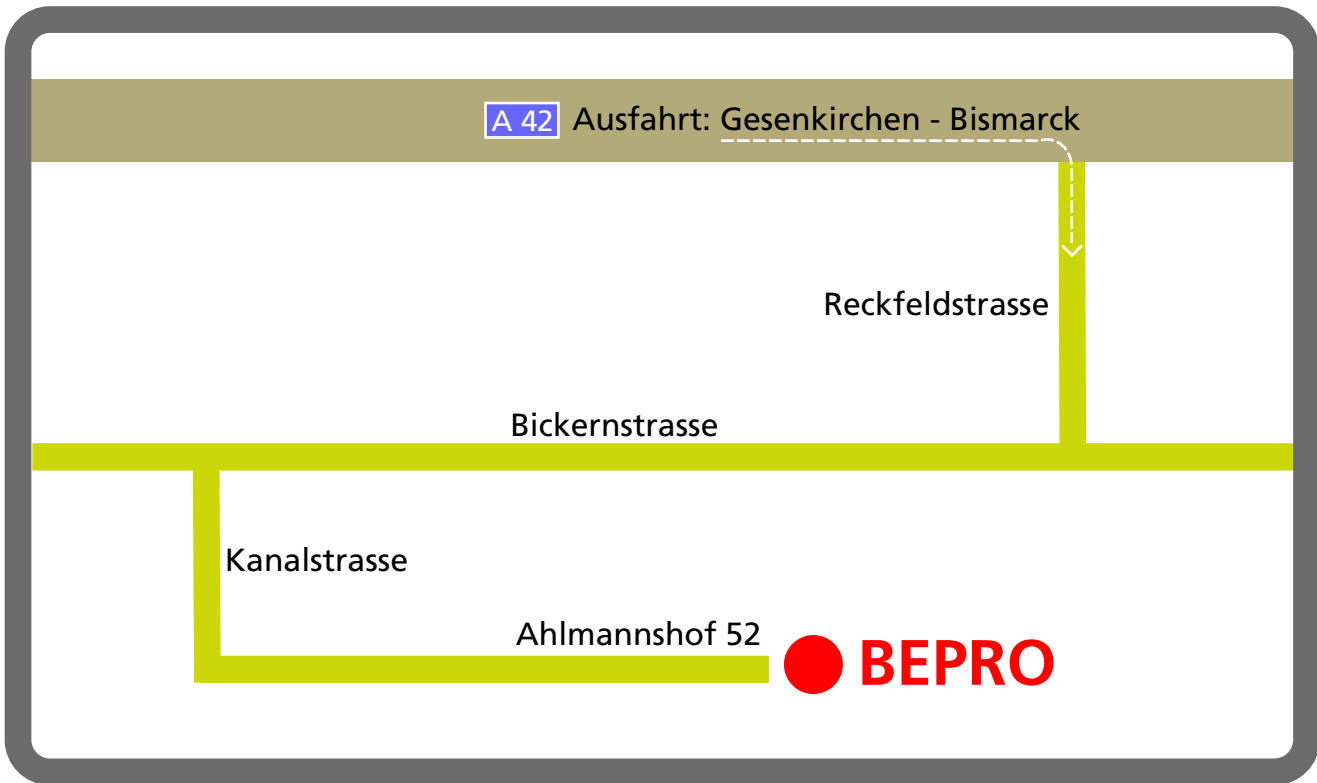 A 42 Ausfahrt: Gesenkirchen - Bismarck
Reckfeldstrasse
Bickernstrasse
Kanalstrasse
Ahlmannshof 52
BEPRO